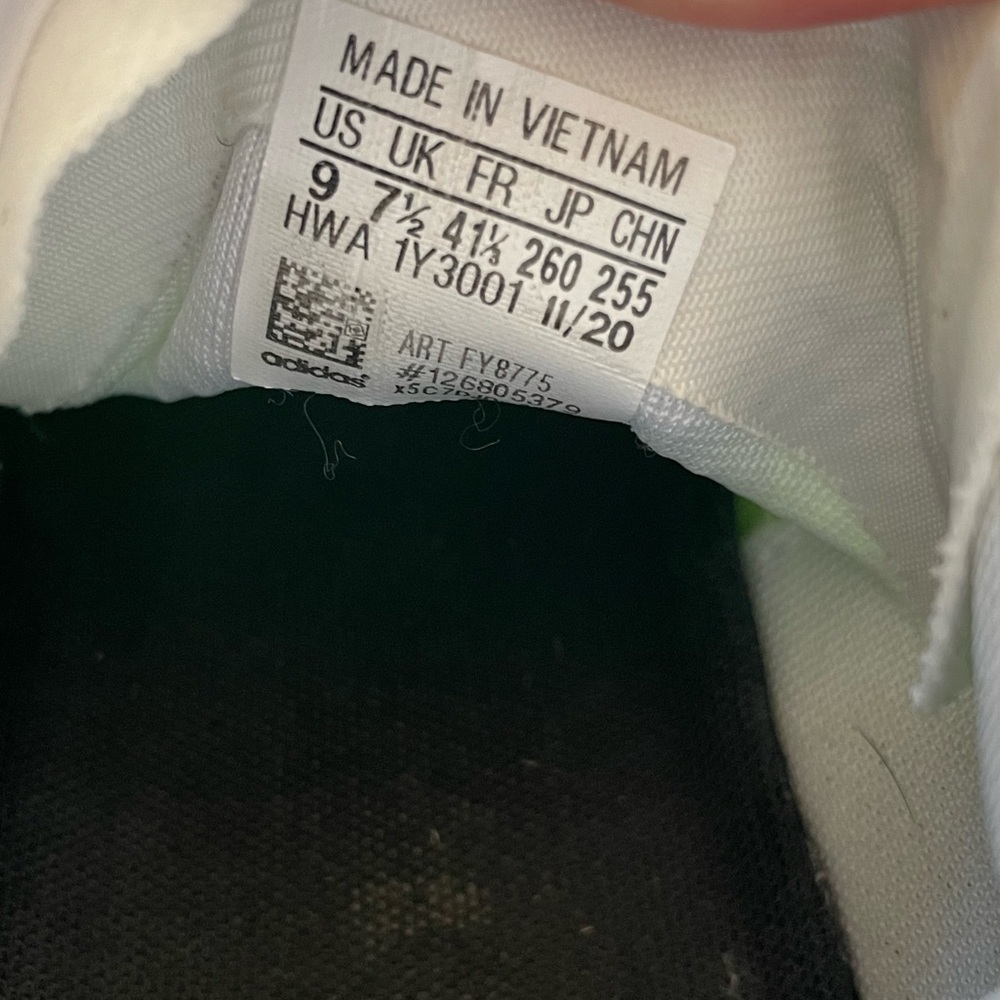 MADE IN VIETNAM
US UK FR JP CHN
9 7½ 41⅓ 260 255
HWA 1Y3001 11/20
ART FY8775
#126805379
adidas